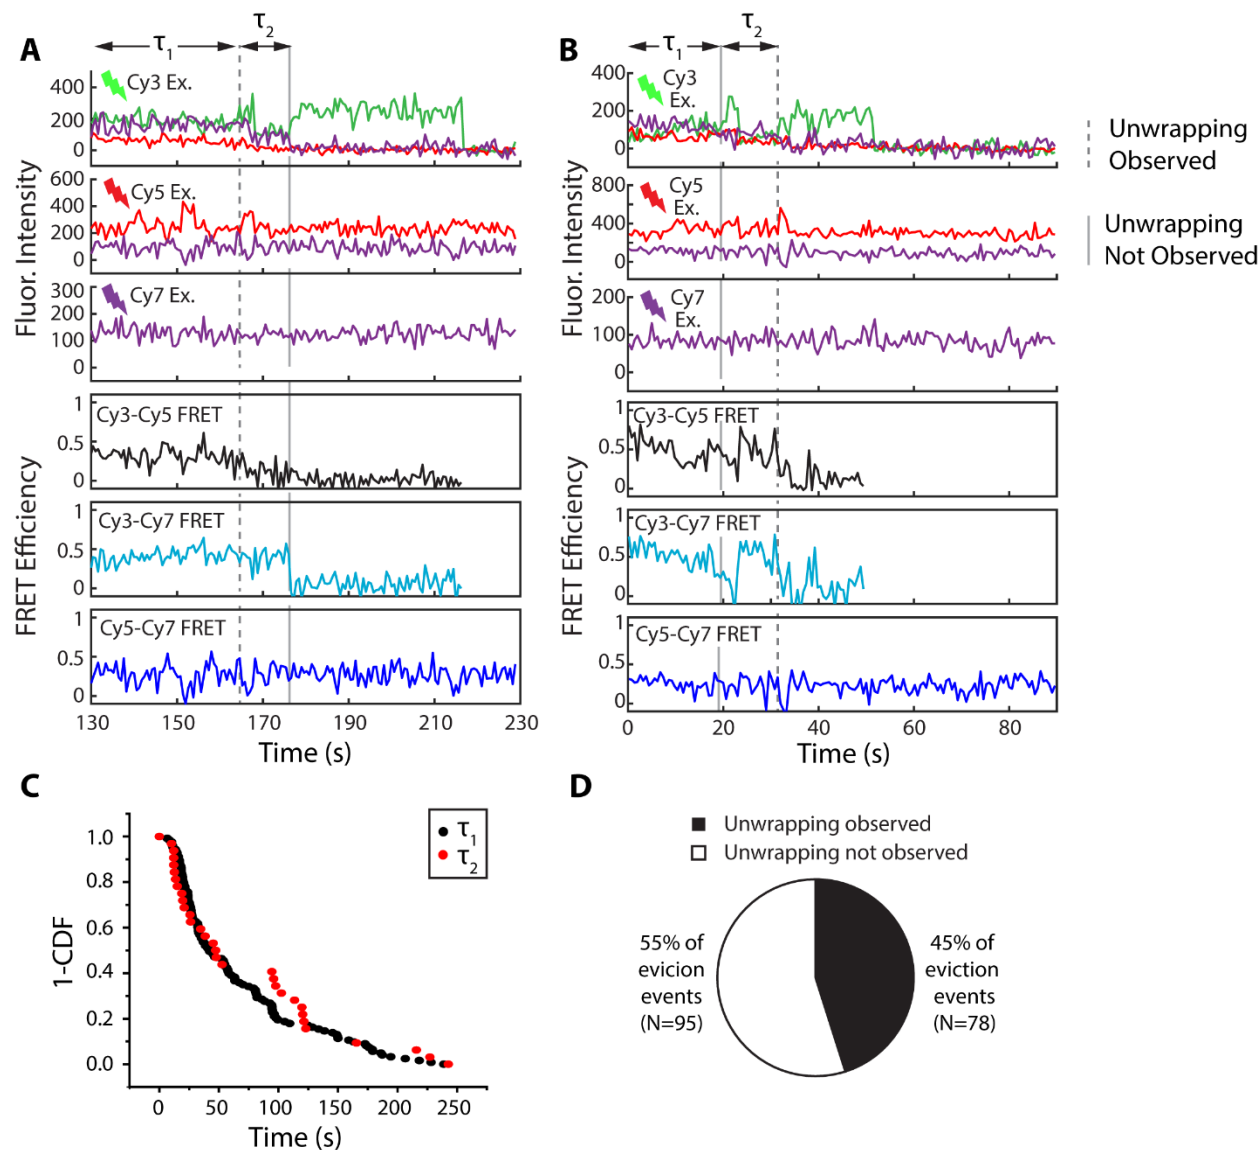 A
τ1
τ2
Cy3 Ex.
400
200
0
Cy5 Ex.
600
400
200
0
Cy7 Ex.
300
200
100
0
Fluor. Intensity
Cy3-Cy5 FRET
1
0.5
0
Cy3-Cy7 FRET
1
0.5
0
Cy5-Cy7 FRET
1
0.5
0
FRET Efficiency
130
150
170
190
210
230
Time (s)
B
τ1
τ2
Cy3
Ex.
400
200
0
Cy5
Ex.
800
400
0
Cy7
Ex.
200
100
0
Fluor. Intensity
Cy3-Cy5 FRET
1
0.5
0
Cy3-Cy7 FRET
1
0.5
0
Cy5-Cy7 FRET
1
0.5
0
FRET Efficiency
0
20
40
60
80
Time (s)
Unwrapping
Observed
Unwrapping
Not Observed
C
τ1
τ2
1.0
0.8
0.6
0.4
0.2
0.0
1-CDF
0
50
100
150
200
250
Time (s)
D
Unwrapping observed
Unwrapping not observed
55% of
evicion
events
(N=95)
45% of
eviction
events
(N=78)